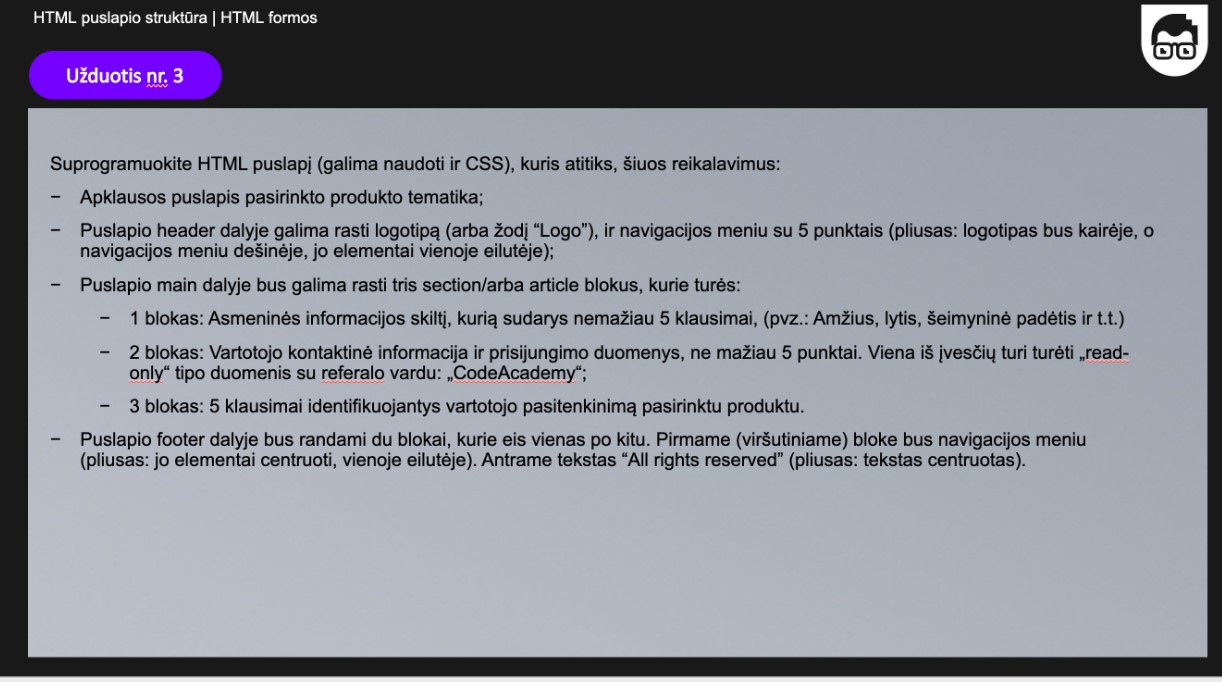 HTML puslapio struktūra | HTML formos
Užduotis nr. 3
Suprogramuokite HTML puslapį (galima naudoti ir CSS), kuris atitiks, šiuos reikalavimus:
– Apklausos puslapis pasirinkto produkto tematika;
– Puslapio header dalyje galima rasti logotipą (arba žodį “Logo”), ir navigacijos meniu su 5 punktais (pliusas: logotipas bus kairėje, o
navigacijos meniu dešinėje, jo elementai vienoje eilutėje);
– Puslapio main dalyje bus galima rasti tris section/arba article blokus, kurie turės:
– 1 blokas: Asmeninės informacijos skiltį, kurią sudarys nemažiau 5 klausimai, (pvz.: Amžius, lytis, šeimyninė padėtis ir t.t.)
– 2 blokas: Vartotojo kontaktinė informacija ir prisijungimo duomenys, ne mažiau 5 punktai. Viena iš įvesčių turi turėti „read-
only“ tipo duomenis su referalo vardu: „CodeAcademy“;
– 3 blokas: 5 klausimai identifikuojantys vartotojo pasitenkinimą pasirinktu produktu.
– Puslapio footer dalyje bus randami du blokai, kurie eis vienas po kitu. Pirmame (viršutiniame) bloke bus navigacijos meniu
(pliusas: jo elementai centruoti, vienoje eilutėje). Antrame tekstas “All rights reserved” (pliusas: tekstas centruotas).